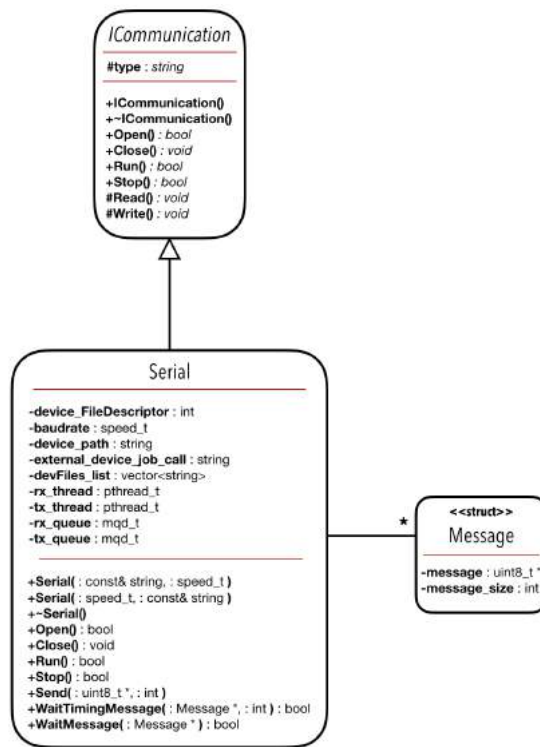 ICommunication
#type : string
+ICommunication()
+~ICommunication()
+Open() : bool
+Close() : void
+Run() : bool
+Stop() : bool
#Read() : void
#Write() : void
Serial
-device_FileDescriptor : int
-baudrate : speed_t
-device_path : string
-external_device_job_call : string
-devFiles_list : vector<string>
-rx_thread : pthread_t
-tx_thread : pthread_t
-rx_queue : mqd_t
-tx_queue : mqd_t
+Serial( : const& string, : speed_t )
+Serial( : speed_t, : const& string )
+~Serial()
+Open() : bool
+Close() : void
+Run() : bool
+Stop() : bool
+Send( : uint8_t *, : int )
+WaitTimingMessage( : Message *, : int ) : bool
+WaitMessage( : Message * ) : bool
*
<<struct>>
Message
-message : uint8_t *
-message_size : int